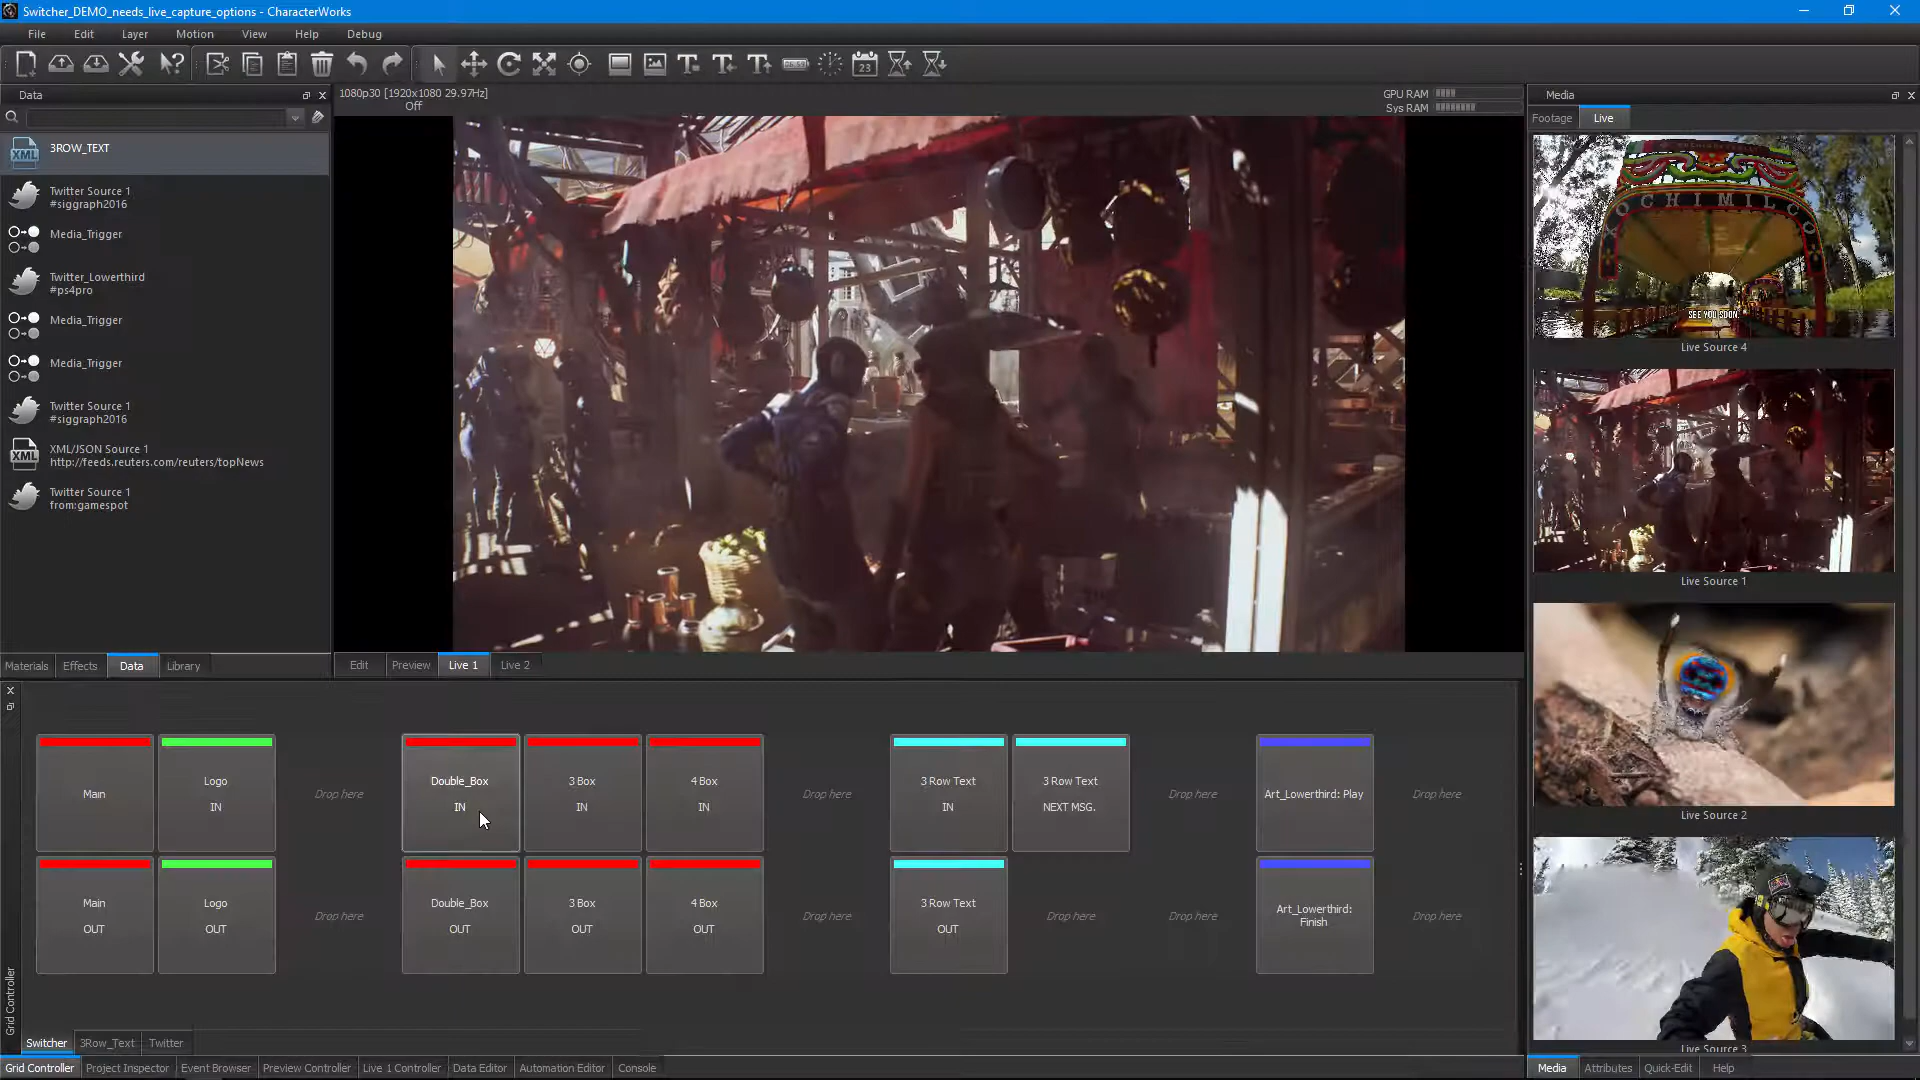 Switcher_DEMO_needs_live_capture_options - CharacterWorks
File Edit Layer Motion View Help Debug
23
Data
1080p30 [1920x1080 29.97Hz]
Off
GPU RAM
Sys RAM
Media
Footage Live
XML
3ROW_TEXT
Twitter Source 1
#siggraph2016
Media_Trigger
Twitter_Lowerthird
#ps4pro
Media_Trigger
Media_Trigger
Twitter Source 1
#siggraph2016
XML
XML/JSON Source 1
http://feeds.reuters.com/reuters/topNews
Twitter Source 1
from:gamespot
Materials Effects Data Library
Edit Preview Live 1 Live 2
XOCHIMILCO
SEE YOU SOON.
Live Source 4
Live Source 1
Live Source 2
Live Source 3
Main
Logo
IN
Drop here
Double_Box
IN
3 Box
IN
4 Box
IN
Drop here
3 Row Text
IN
3 Row Text
NEXT MSG.
Drop here
Art_Lowerthird: Play
Drop here
Main
OUT
Logo
OUT
Drop here
Double_Box
OUT
3 Box
OUT
4 Box
OUT
Drop here
3 Row Text
OUT
Drop here
Drop here
Art_Lowerthird:
Finish
Drop here
Grid Controller
Switcher 3Row_Text Twitter
Grid Controller Project Inspector Event Browser Preview Controller Live 1 Controller Data Editor Automation Editor Console
Media Attributes Quick-Edit Help